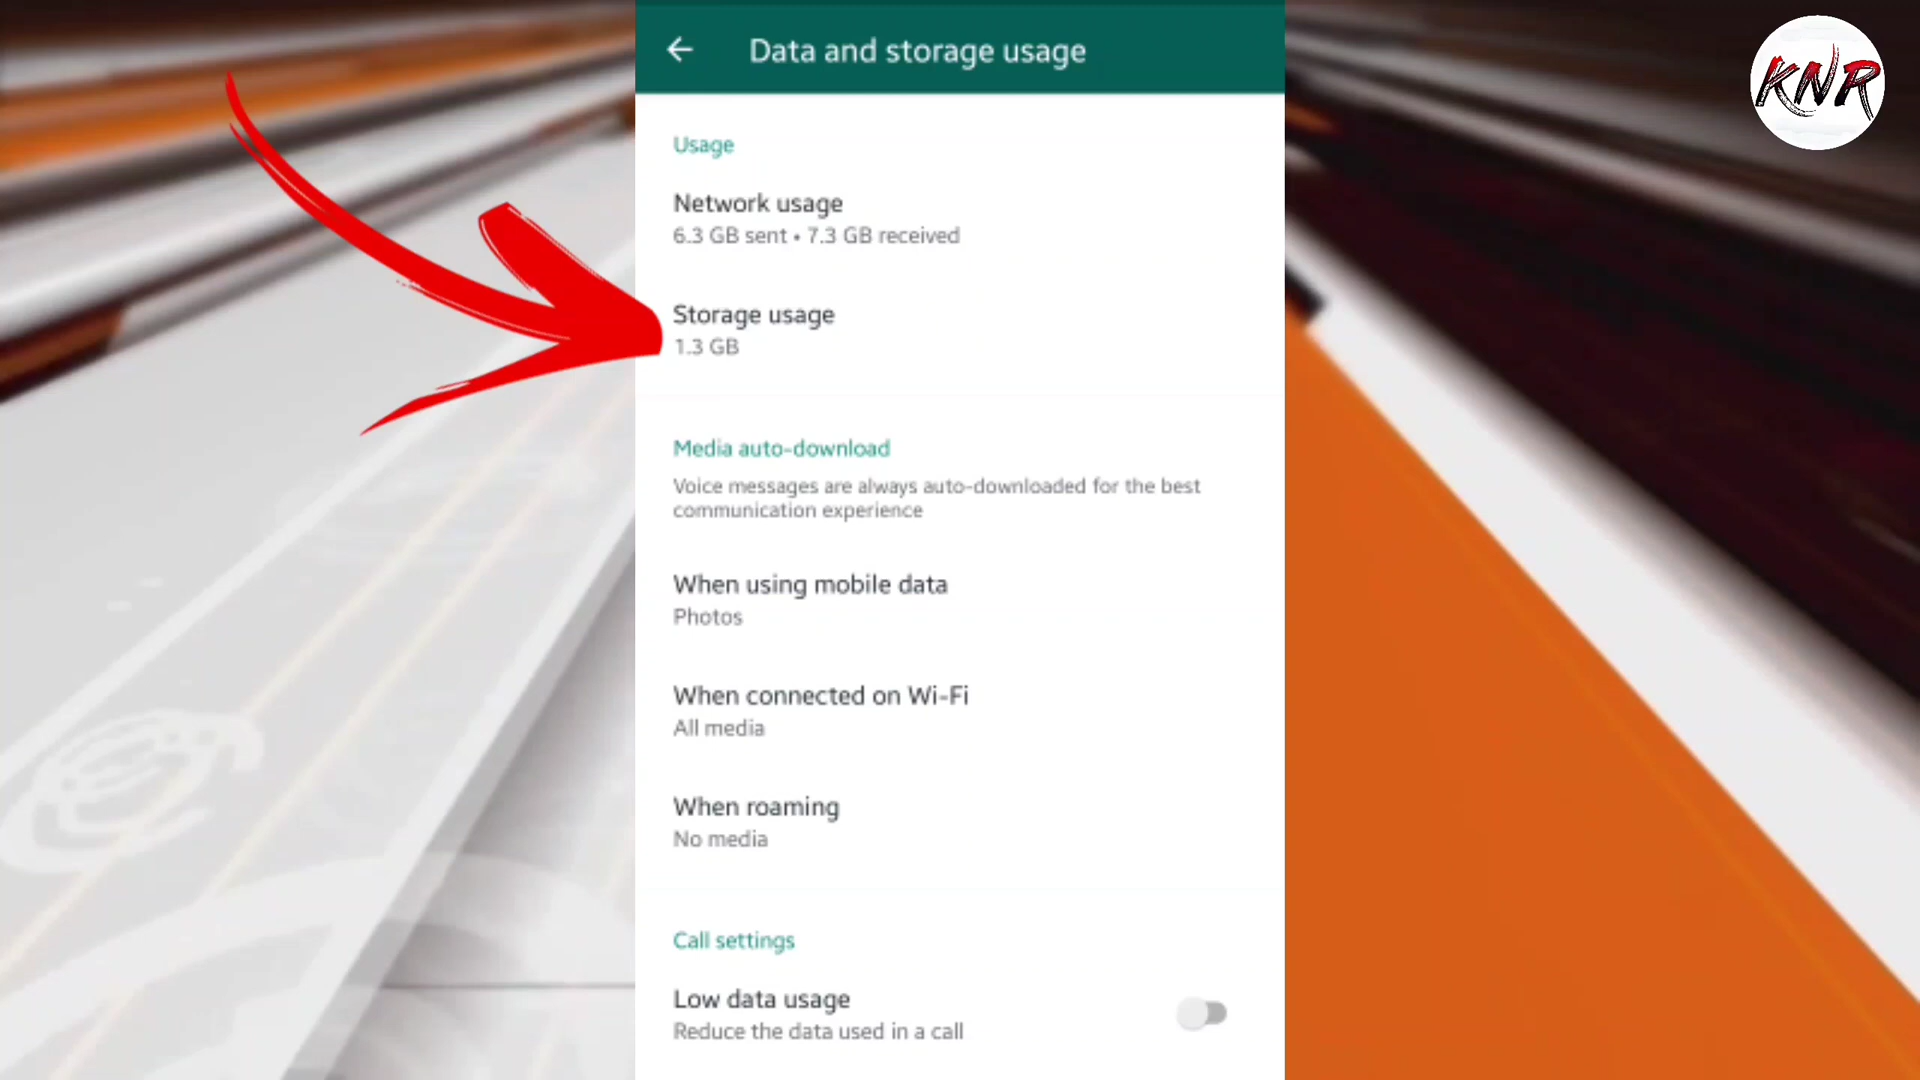 Data and storage usage
KNR
Usage
Network usage
6.3 GB sent • 7.3 GB received
Storage usage
1.3 GB
Media auto-download
Voice messages are always auto-downloaded for the best
communication experience
When using mobile data
Photos
When connected on Wi-Fi
All media
When roaming
No media
Call settings
Low data usage
Reduce the data used in a call